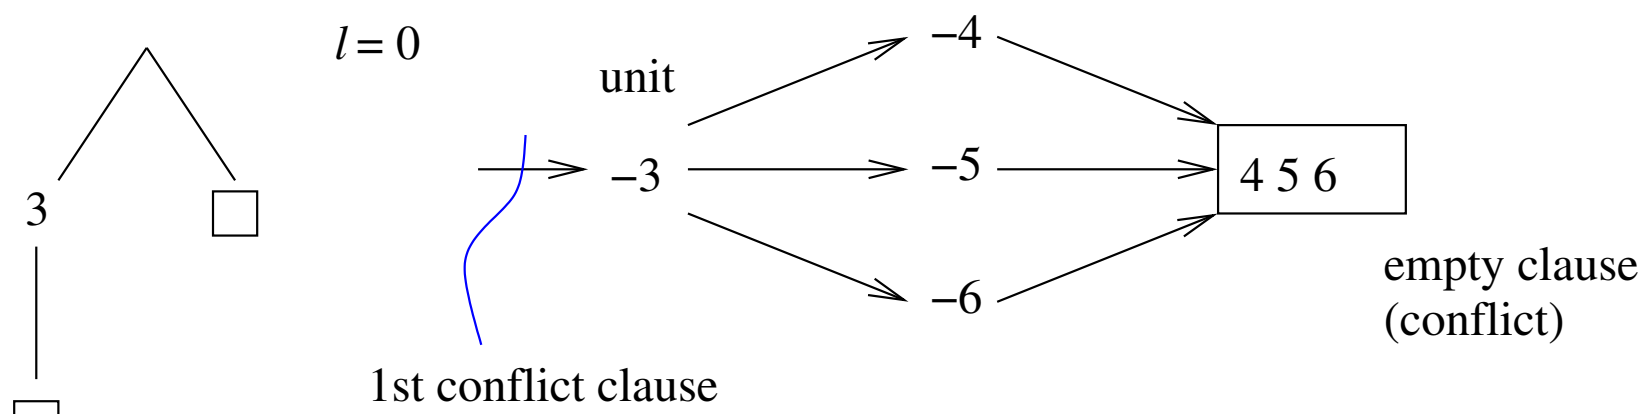 l = 0
unit
3
−3
−4
−5
−6
4 5 6
empty clause
(conflict)
1st conflict clause